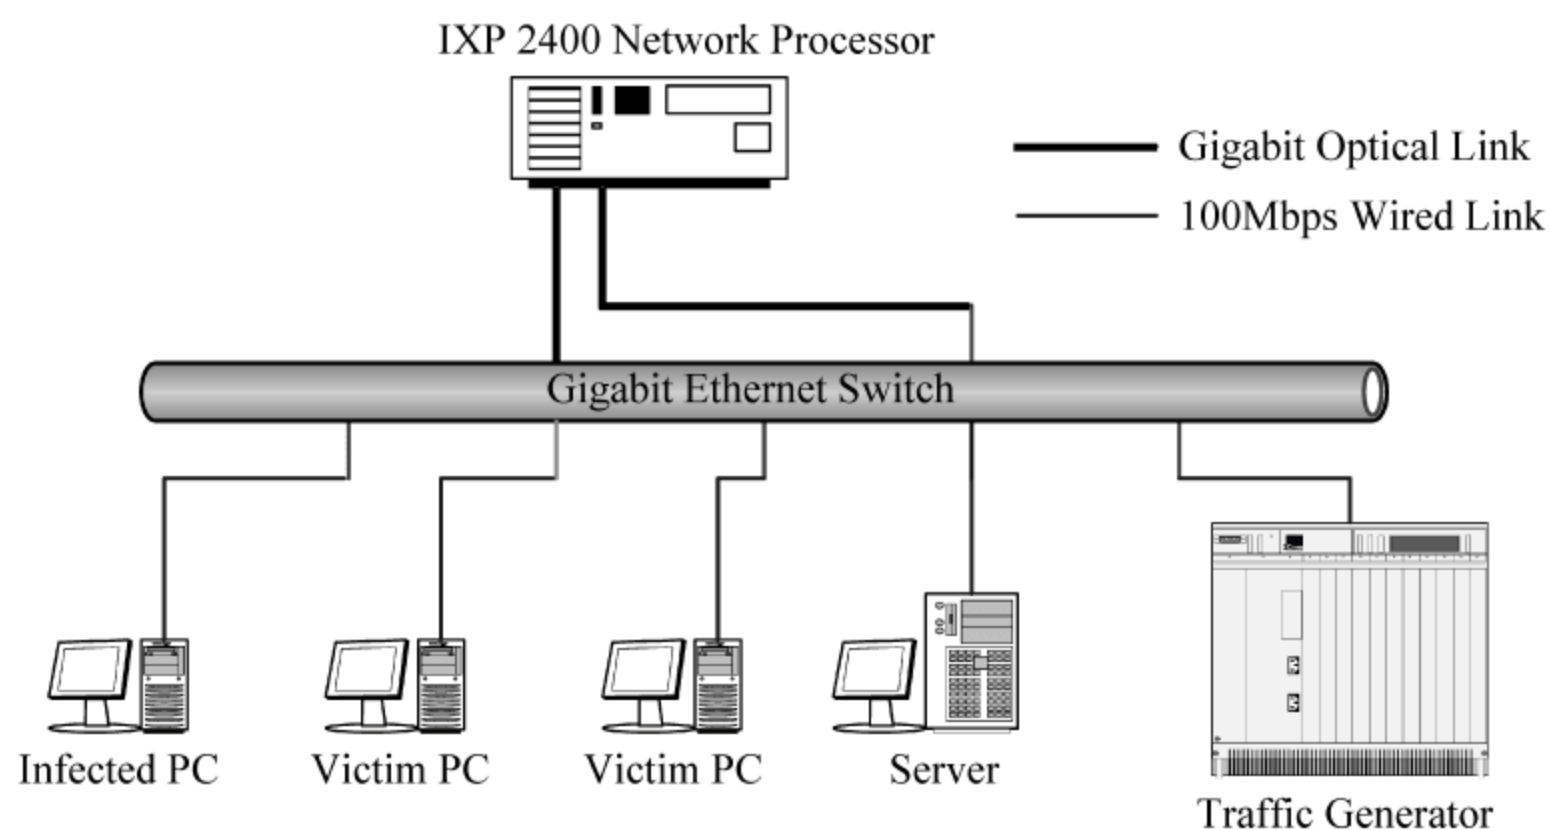 IXP 2400 Network Processor
Gigabit Optical Link
100Mbps Wired Link
Gigabit Ethernet Switch
Infected PC
Victim PC
Victim PC
Server
Traffic Generator